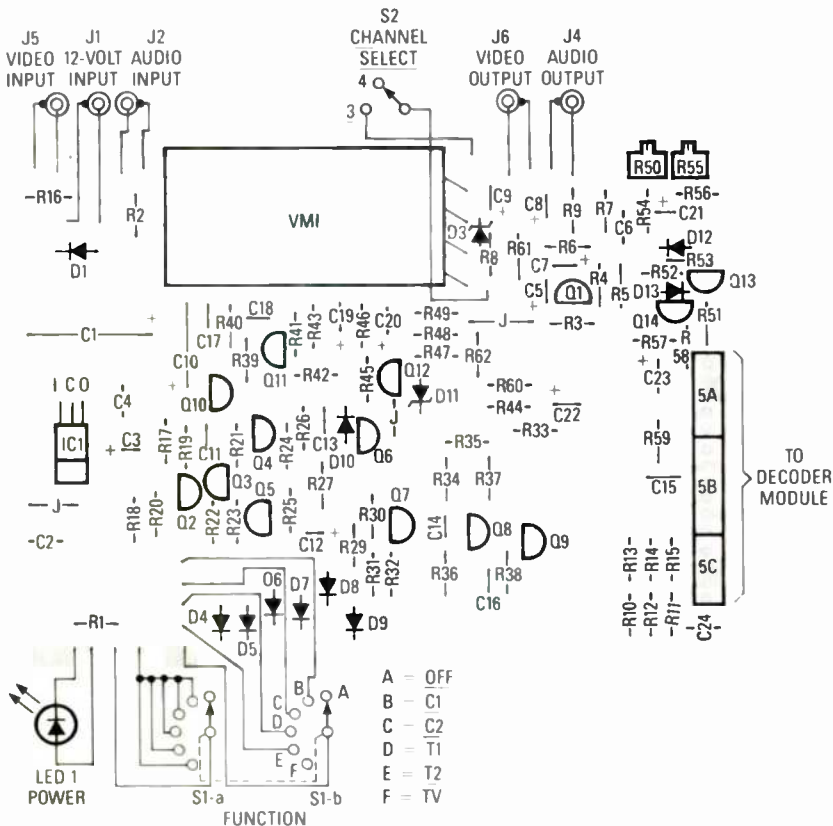 S2
CHANNEL
SELECT
J5 J1 J2 J6 J4
VIDEO 12-VOLT AUDIO VIDEO AUDIO
INPUT INPUT INPUT OUTPUT OUTPUT
4
3
R50 R55
R16 R2 VMI C9 C8 R9 R7 R54 + R56
C6 C21
D3 R8 R61 R6 D12
D1 C7 + R4 R52 R53
C5 Q1 R5 D13 Q13
C1 + C10 C17 R40 C18 R41 R43 C19 R46 C20 R49 J R3 Q14 R51
R48 R57 R
R39 Q11 R47 R62 58
R42 R45 Q12 C23 5A
I C O C4 Q10 D11 R60
R44 C22
IC1 + C3 R17 R19 C11 R21 Q4 R24 R26 C13 D10 Q6 J R33 R59
R35 5B TO
DECODER
MODULE
R27 R34 R37 C15
J R18 R20 Q2 R22 Q3 R23 Q5 R25 R30 Q7 C14 Q8 Q9
C2 C12 + R29 R31 R32 R36 R38 R13 R14 R15 5C
C16
D4 D5 O6 D7 D8 D9 R10 R12 R11 C24
R1
B A A = OFF
C B = C1
D C = C2
E D = T1
F E = T2
F = TV
LED 1
POWER
S1-a S1-b
FUNCTION